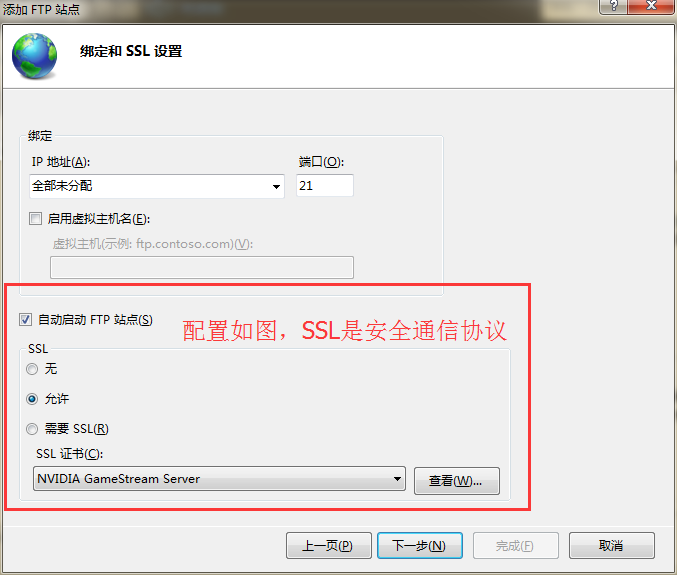 添加 FTP 站点
绑定和 SSL 设置
绑定
IP 地址(A):
端口(O):
全部未分配
21
启用虚拟主机名(E):
虚拟主机(示例: ftp.contoso.com)(V):
自动启动 FTP 站点(S)
配置如图，SSL是安全通信协议
SSL
无
允许
需要 SSL(R)
SSL 证书(C):
NVIDIA GameStream Server
查看(W)...
上一页(P)
下一步(N)
完成(F)
取消